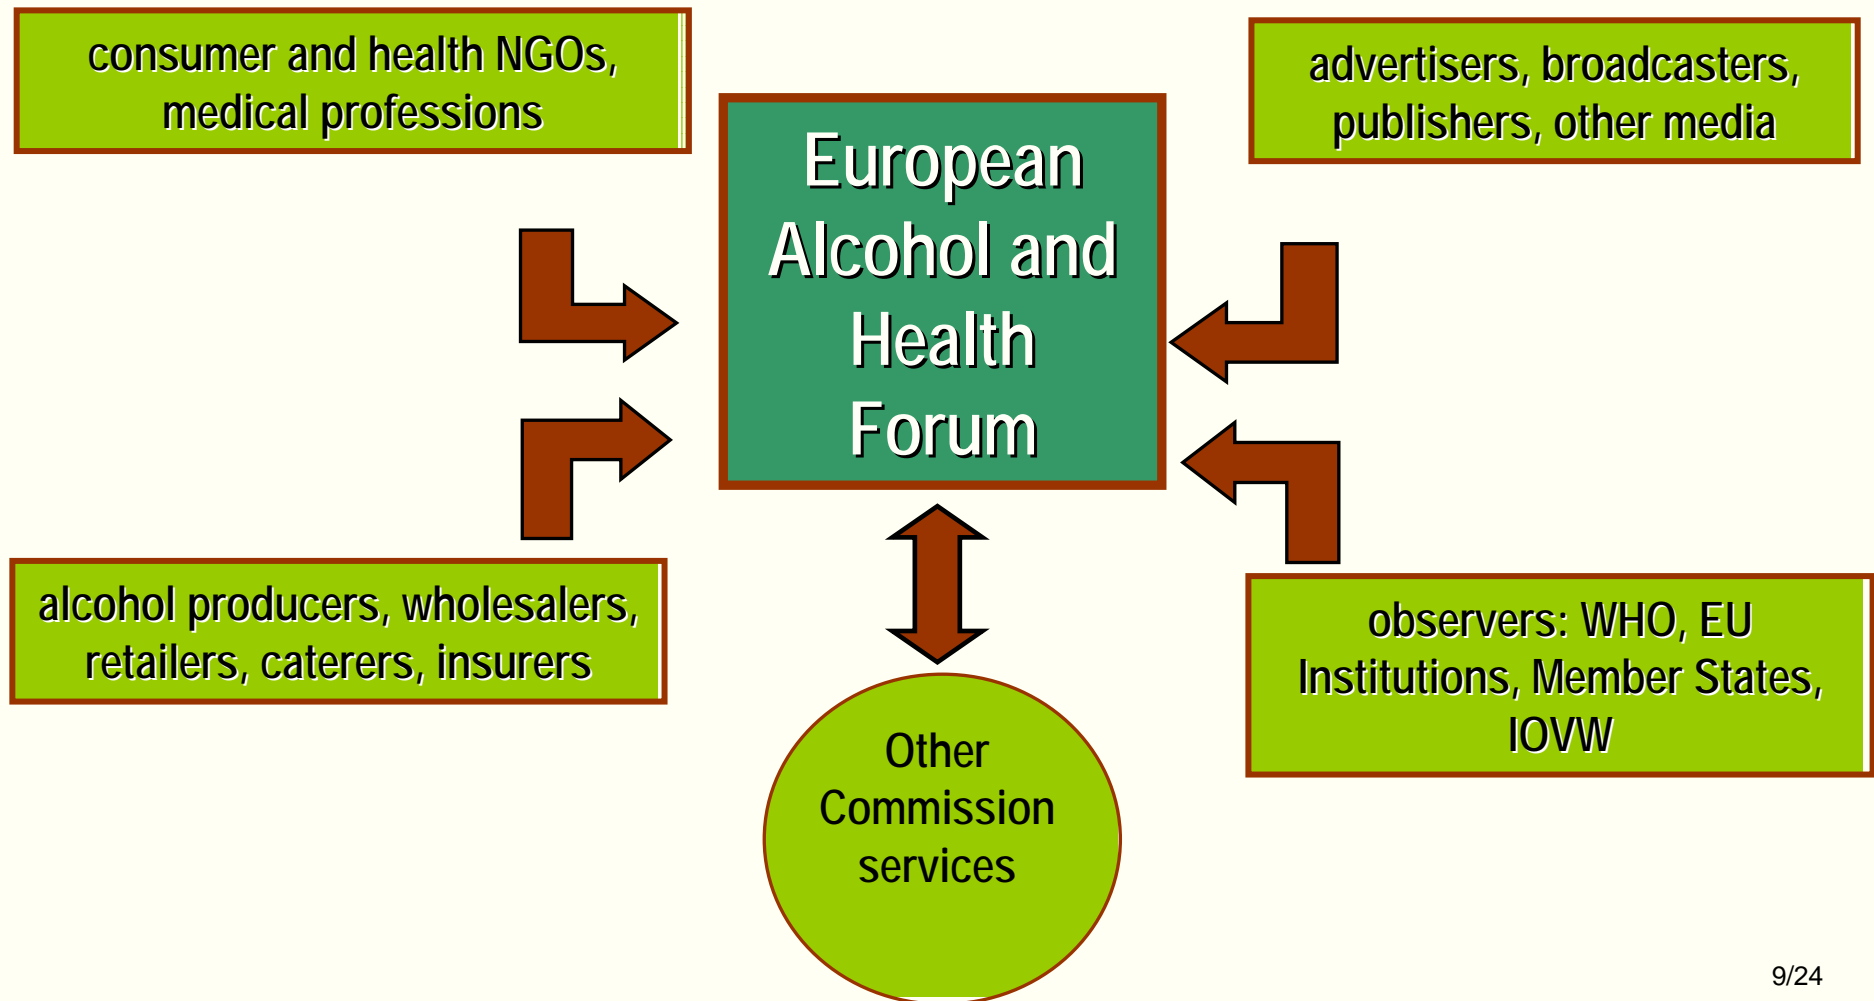 consumer and health NGOs,
medical professions
advertisers, broadcasters,
publishers, other media
European
Alcohol and
Health
Forum
alcohol producers, wholesalers,
retailers, caterers, insurers
observers: WHO, EU
Institutions, Member States,
IOVW
Other
Commission
services
9/24